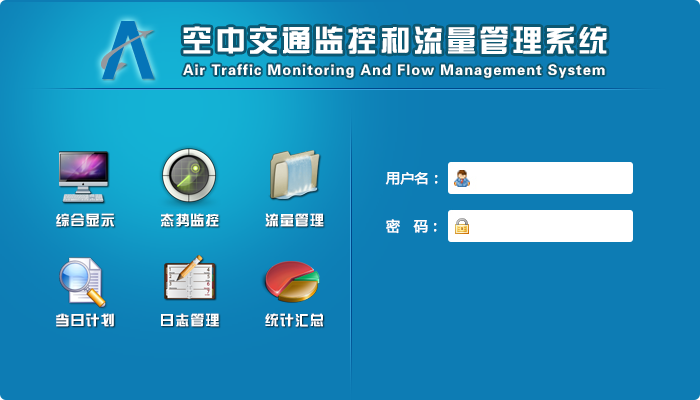 空中交通监控和流量管理系统
Air Traffic Monitoring And Flow Management System
综合显示 态势监控 流量管理
用户名：
密 码：
当日计划 日志管理 统计汇总